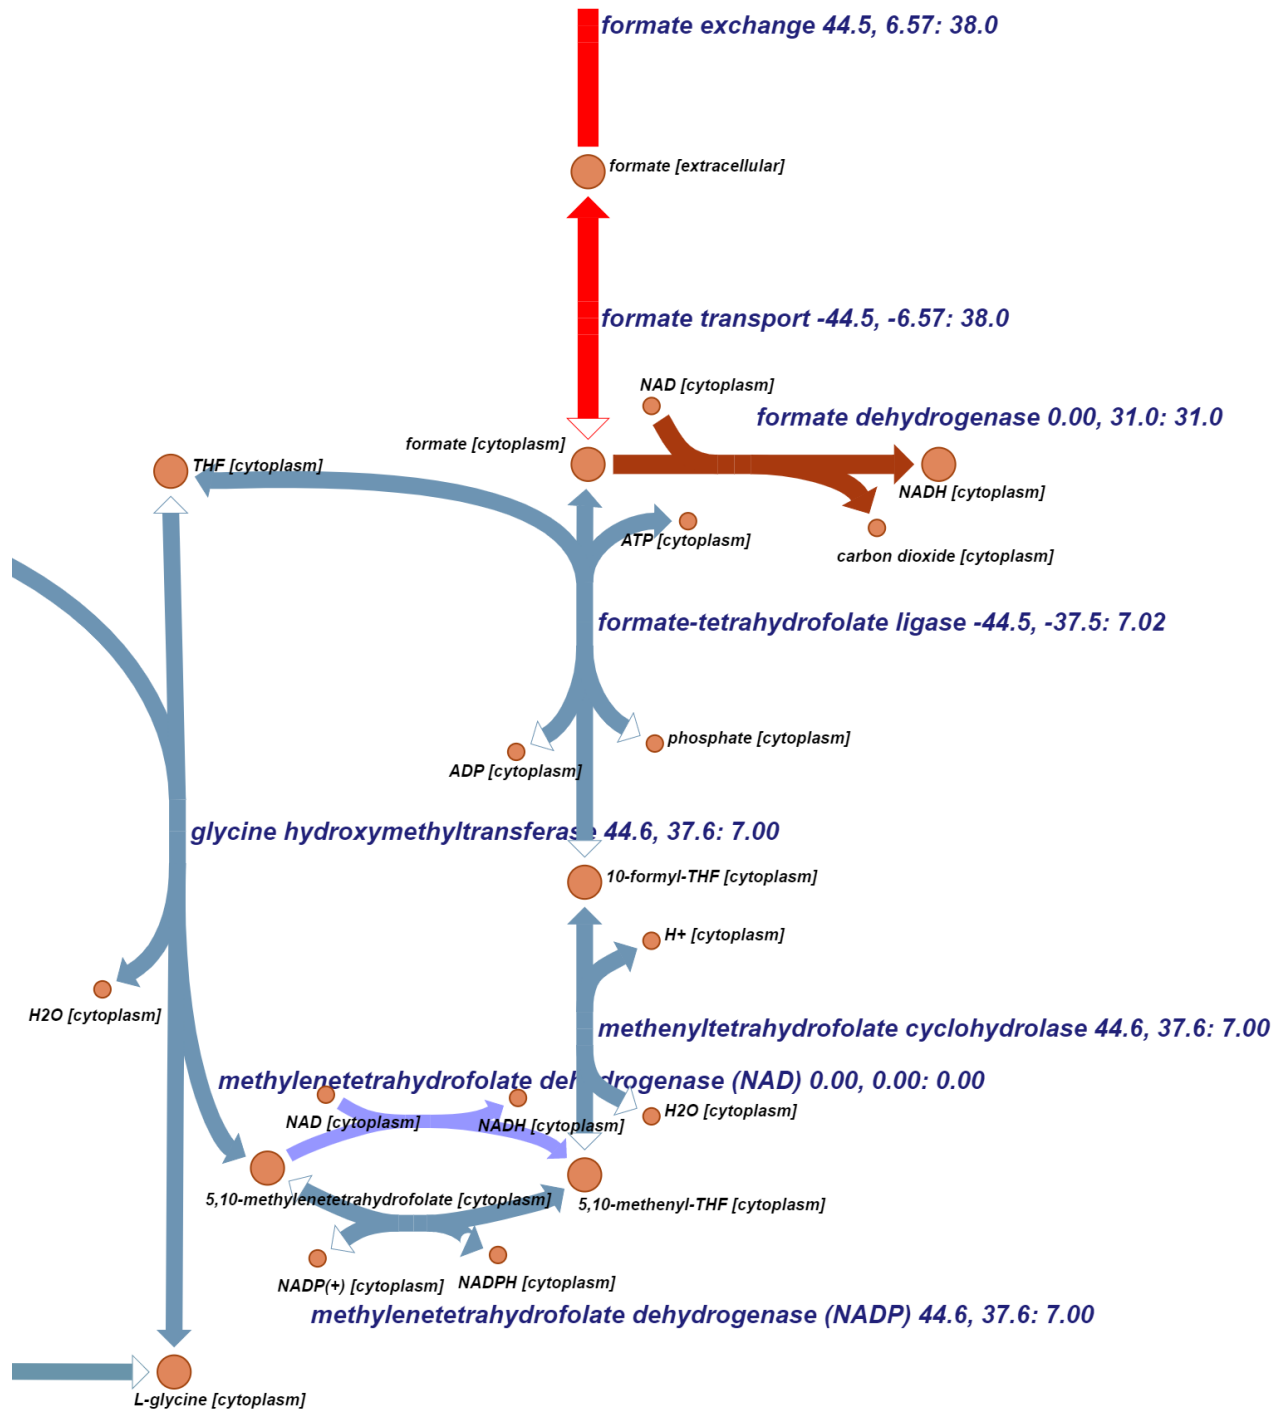 formate exchange 44.5, 6.57: 38.0
formate [extracellular]
formate transport -44.5, -6.57: 38.0
NAD [cytoplasm]
formate dehydrogenase 0.00, 31.0: 31.0
formate [cytoplasm]
THF [cytoplasm]
NADH [cytoplasm]
ATP [cytoplasm]
carbon dioxide [cytoplasm]
formate-tetrahydrofolate ligase -44.5, -37.5: 7.02
phosphate [cytoplasm]
ADP [cytoplasm]
glycine hydroxymethyltransferase 44.6, 37.6: 7.00
10-formyl-THF [cytoplasm]
H+ [cytoplasm]
H2O [cytoplasm]
methenyltetrahydrofolate cyclohydrolase 44.6, 37.6: 7.00
methylenetetrahydrofolate dehydrogenase (NAD) 0.00, 0.00: 0.00
H2O [cytoplasm]
NAD [cytoplasm]
NADH [cytoplasm]
5,10-methylenetetrahydrofolate [cytoplasm]
5,10-methenyl-THF [cytoplasm]
NADP(+) [cytoplasm]
NADPH [cytoplasm]
methylenetetrahydrofolate dehydrogenase (NADP) 44.6, 37.6: 7.00
L-glycine [cytoplasm]